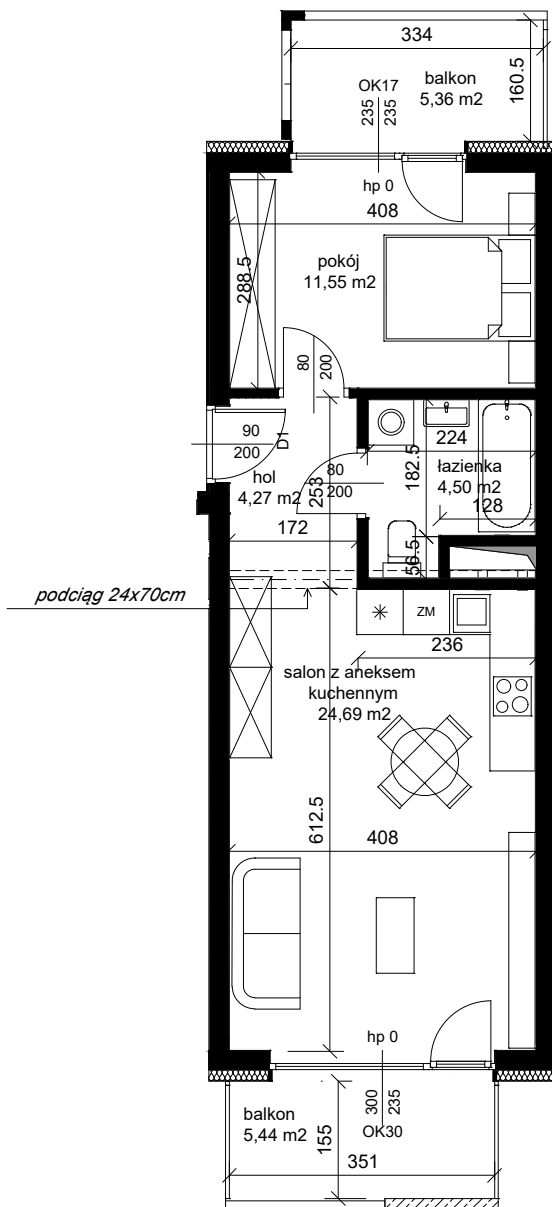 334
OK17
235
235
balkon
5,36 m2
160.5
hp 0
408
pokój
11,55 m2
288.5
80
200
90
200
D1
hol
4,27 m2
253
80
200
182.5
224
łazienka
4,50 m2
128
172
56.5
podciąg 24x70cm
ZM
236
salon z aneksem
kuchennym
24,69 m2
612.5
408
hp 0
300
235
OK30
balkon
5,44 m2
155
351